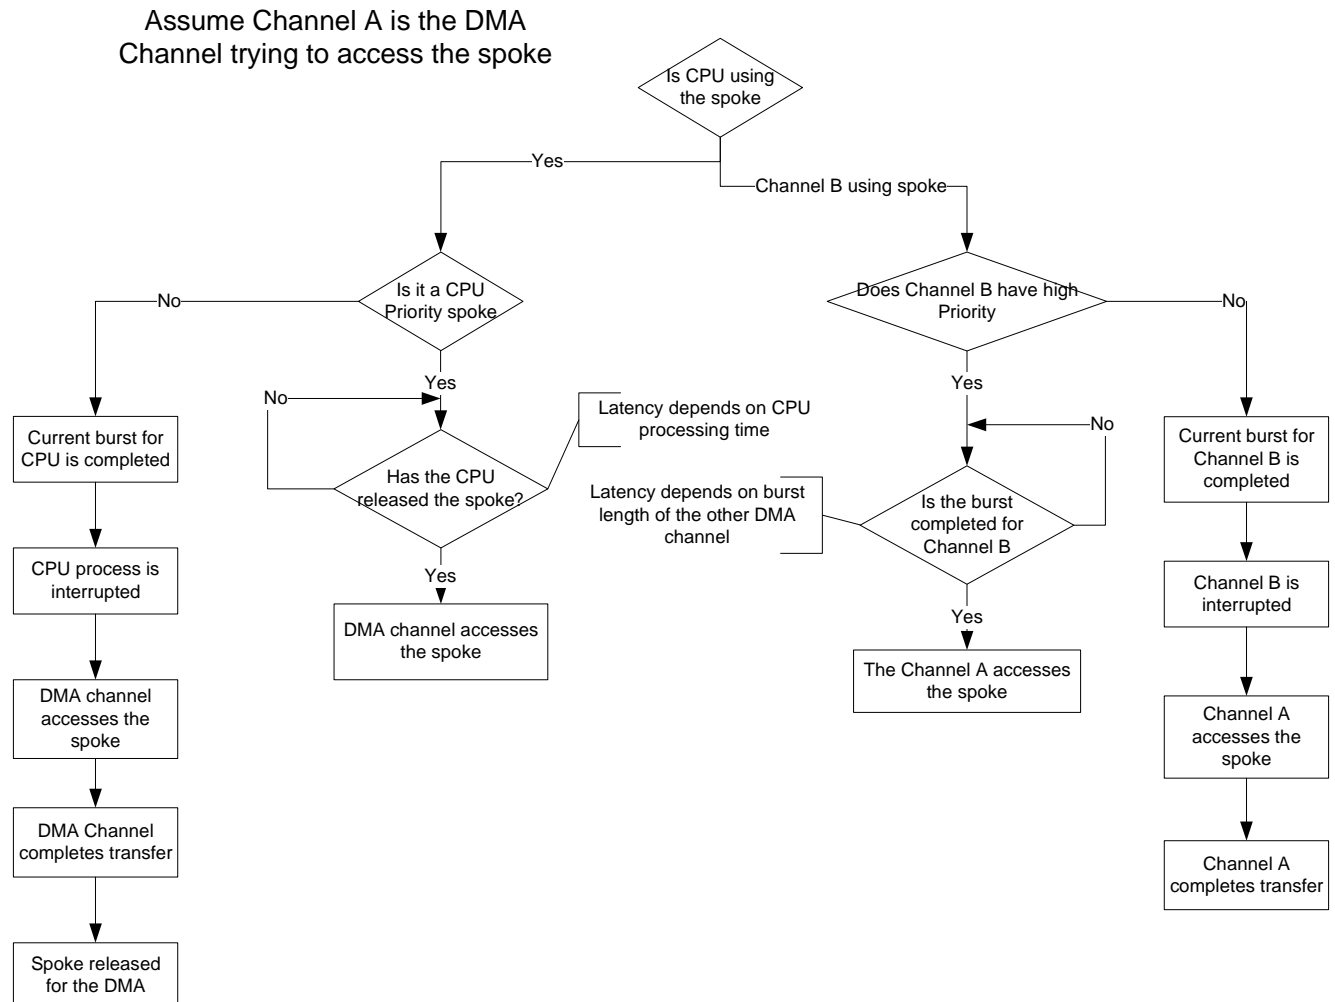 Assume Channel A is the DMA
Channel trying to access the spoke
Is CPU using
the spoke
Yes
Channel B using spoke
Is it a CPU
Priority spoke
Does Channel B have high
Priority
No
No
Yes
Yes
No
No
Latency depends on CPU
processing time
Current burst for
CPU is completed
Has the CPU
released the spoke?
Latency depends on burst
length of the other DMA
channel
Is the burst
completed for
Channel B
Current burst for
Channel B is
completed
CPU process is
interrupted
Yes
Yes
Channel B is
interrupted
DMA channel accesses
the spoke
The Channel A accesses
the spoke
DMA channel
accesses the
spoke
Channel A
accesses the
spoke
DMA Channel
completes transfer
Channel A
completes transfer
Spoke released
for the DMA